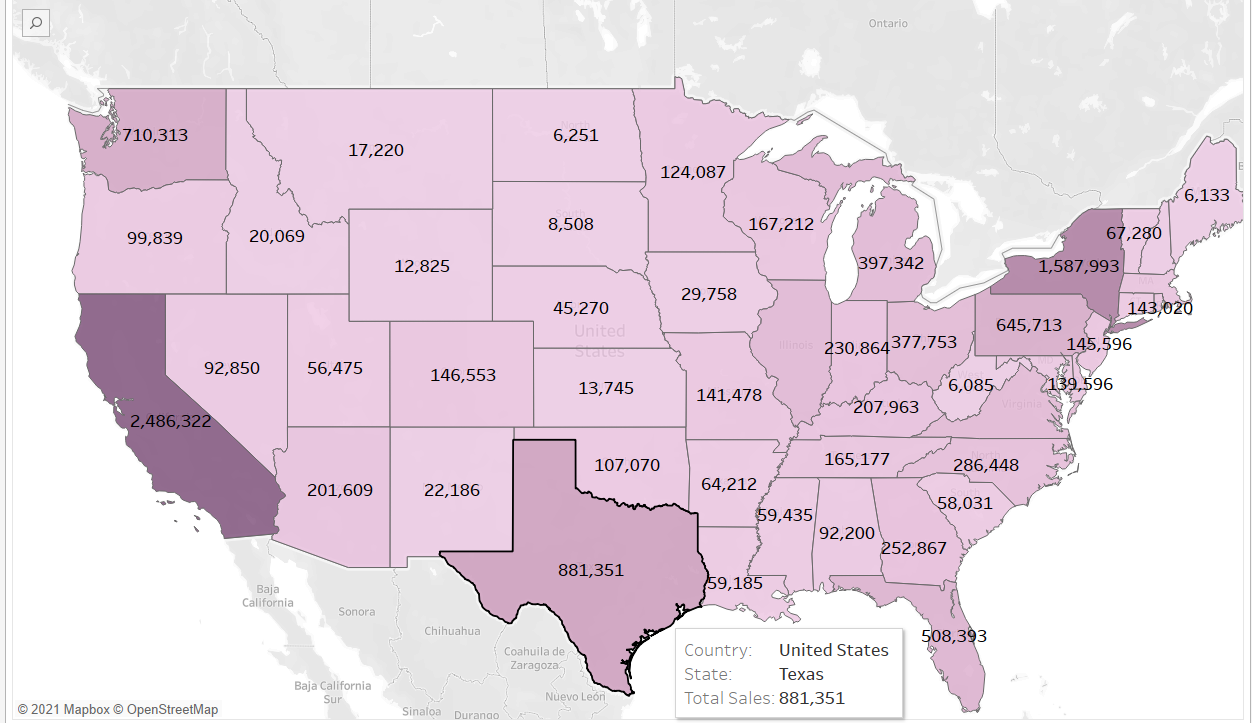 Ontario
710,313
17,220
North
6,251
124,087
6,133
99,839
20,069
8,508
167,212
67,280
12,825
397,342
1,587,993
MA
45,270
29,758
143,020
United
States
Illinois
230,864
377,753
645,713
145,596
92,850
56,475
146,553
13,745
141,478
West
6,085
139,596
207,963
Virginia
2,486,322
165,177
North
286,448
201,609
22,186
107,070
64,212
58,031
59,435
92,200
252,867
881,351
59,185
508,393
Baja
California
Sonora
Chihuahua
Coahuila de
Zaragoza
Nuevo León
Baja California
Sur
Sinaloa
Durango
Country: United States
State: Texas
Total Sales: 881,351
© 2021 Mapbox © OpenStreetMap